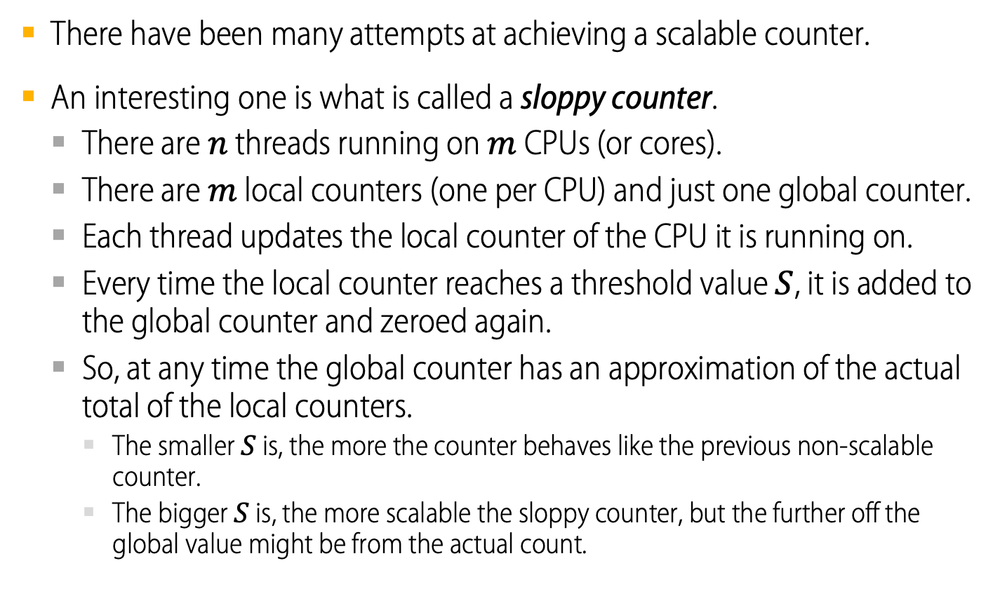 There have been many attempts at achieving a scalable counter.
An interesting one is what is called a sloppy counter.
There are n threads running on m CPUs (or cores).
There are m local counters (one per CPU) and just one global counter.
Each thread updates the local counter of the CPU it is running on.
Every time the local counter reaches a threshold value S, it is added to
the global counter and zeroed again.
So, at any time the global counter has an approximation of the actual
total of the local counters.
The smaller S is, the more the counter behaves like the previous non-scalable
counter.
The bigger S is, the more scalable the sloppy counter, but the further off the
global value might be from the actual count.